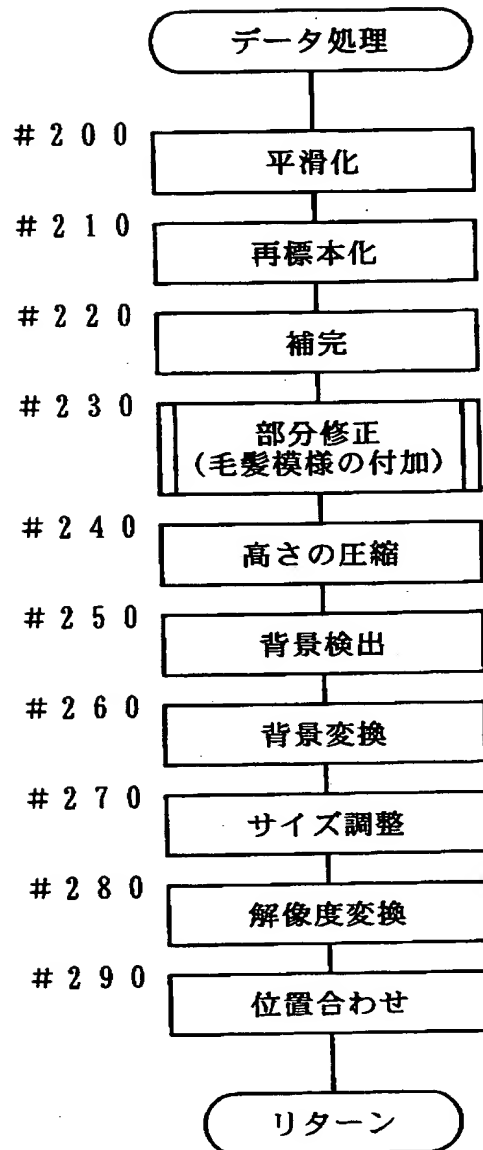 データ処理
#200
平滑化
#210
再標本化
#220
補完
#230
部分修正
(毛髪模様の付加)
#240
高さの圧縮
#250
背景検出
#260
背景変換
#270
サイズ調整
#280
解像度変換
#290
位置合わせ
リターン